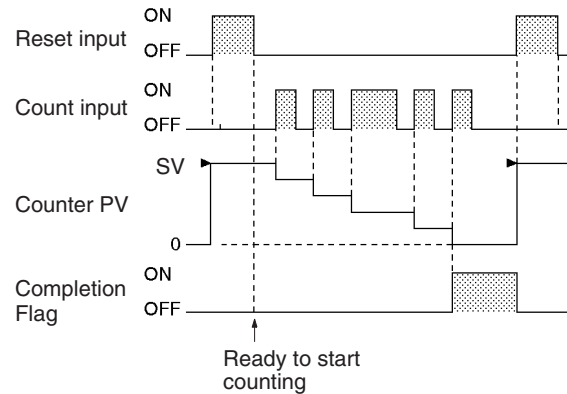 ON
Reset input
OFF
ON
Count input
OFF
SV
Counter PV
0
ON
Completion
Flag
OFF
Ready to start
counting